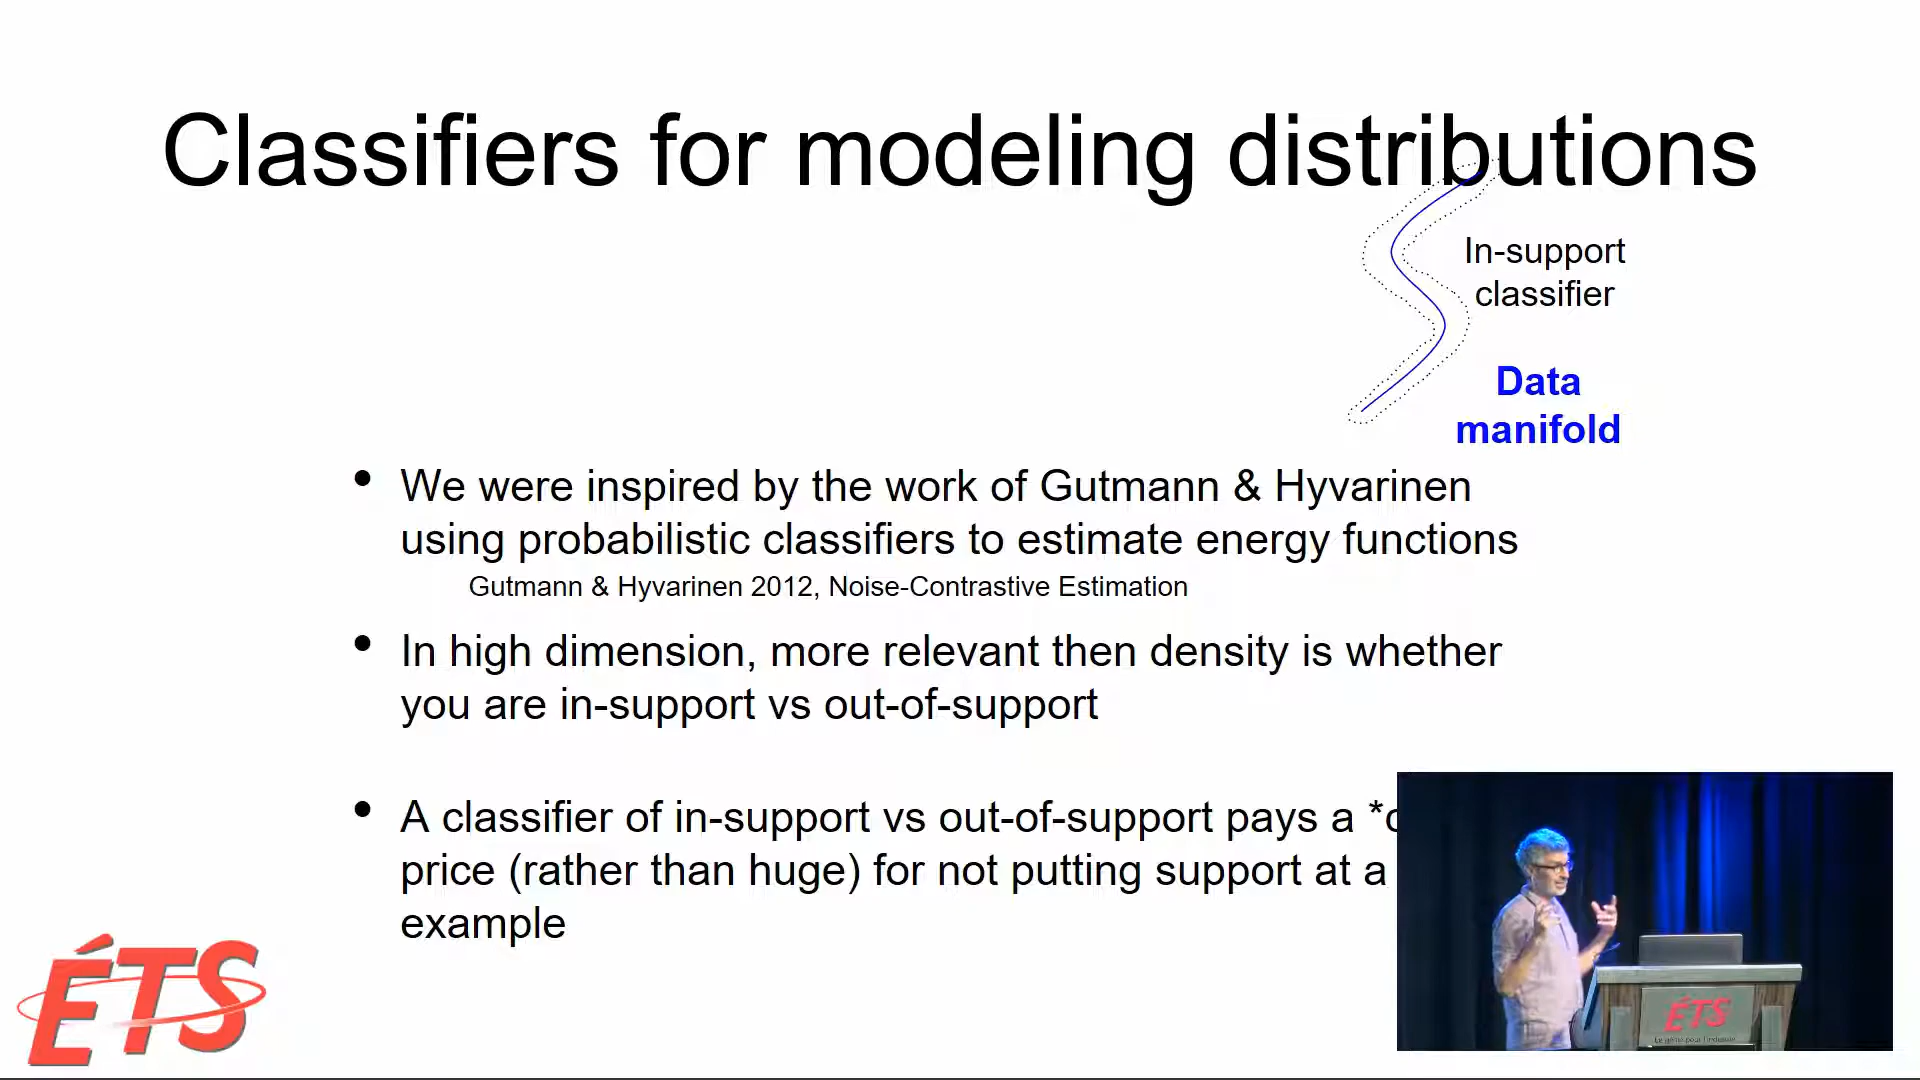 Classifiers for modeling distributions
In-support
classifier
Data
manifold
• We were inspired by the work of Gutmann & Hyvarinen
using probabilistic classifiers to estimate energy functions
Gutmann & Hyvarinen 2012, Noise-Contrastive Estimation
• In high dimension, more relevant then density is whether
you are in-support vs out-of-support
• A classifier of in-support vs out-of-support pays a
price (rather than huge) for not putting support at a
example
ÉTS
ÉTS